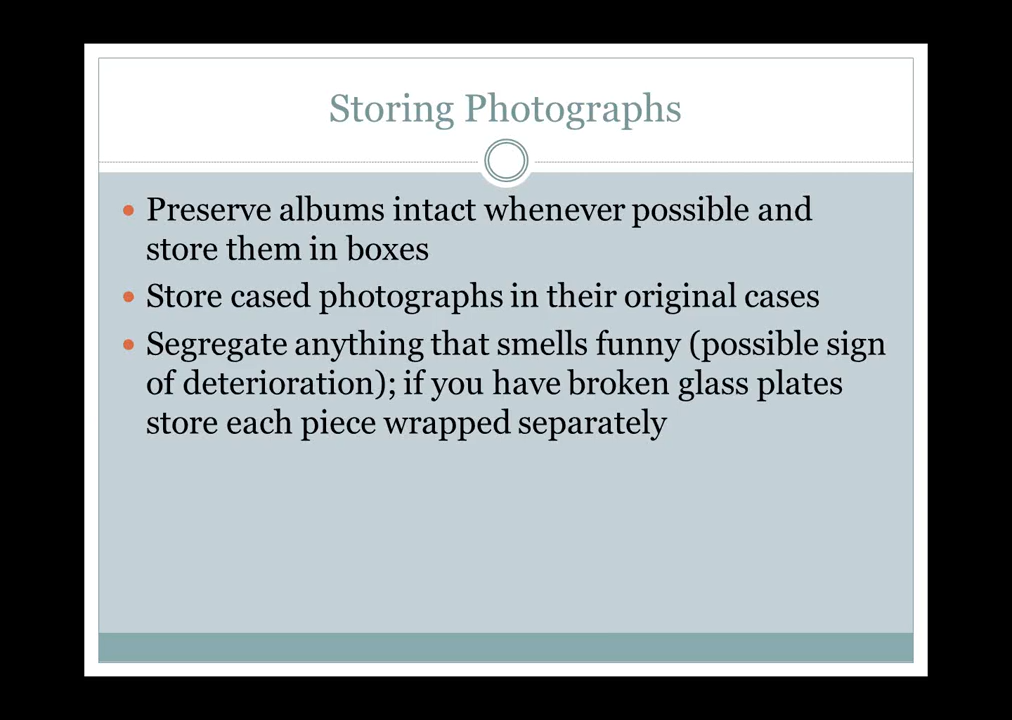 Storing Photographs
• Preserve albums intact whenever possible and
store them in boxes
• Store cased photographs in their original cases
• Segregate anything that smells funny (possible sign
of deterioration); if you have broken glass plates
store each piece wrapped separately